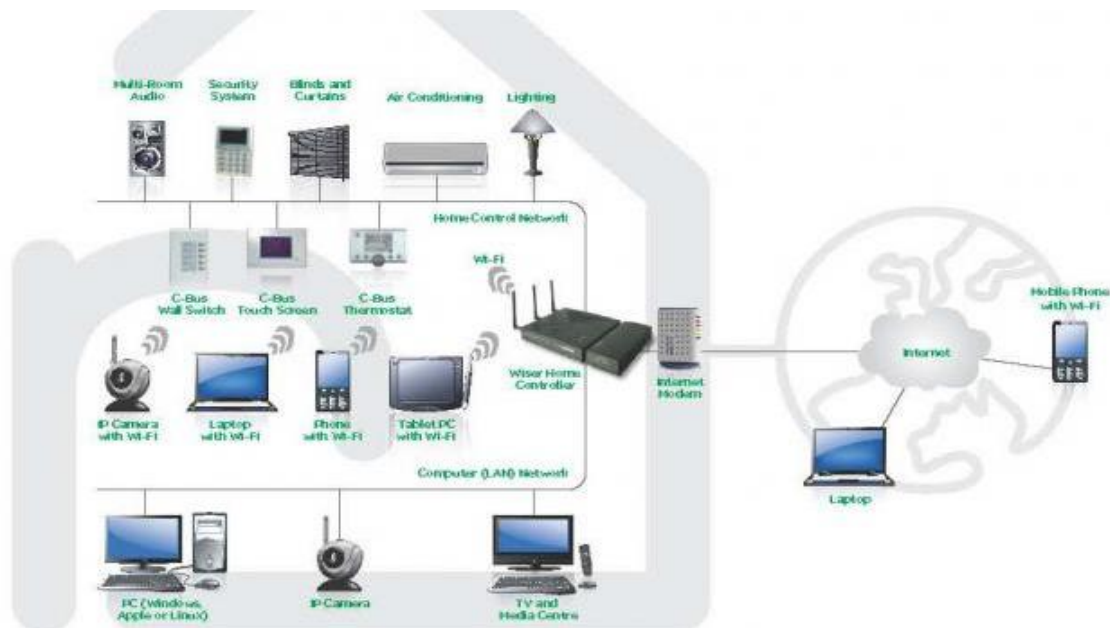 Multi-Room
Audio
Security
System
Blinds and
Curtains
Air Conditioning
Lighting
Home Control Network
C-Bus
Wall Switch
C-Bus
Touch Screen
C-Bus
Thermostat
Wi-Fi
Wiser Home
Controller
Internet
Modem
Internet
Mobile Phone
with Wi-Fi
IP Camera
with Wi-Fi
Laptop
with Wi-Fi
Phone
with Wi-Fi
Tablet PC
with Wi-Fi
Laptop
Computer (LAN) Network
PC (Windows,
Apple or Linux)
IP Camera
TV and
Media Centre